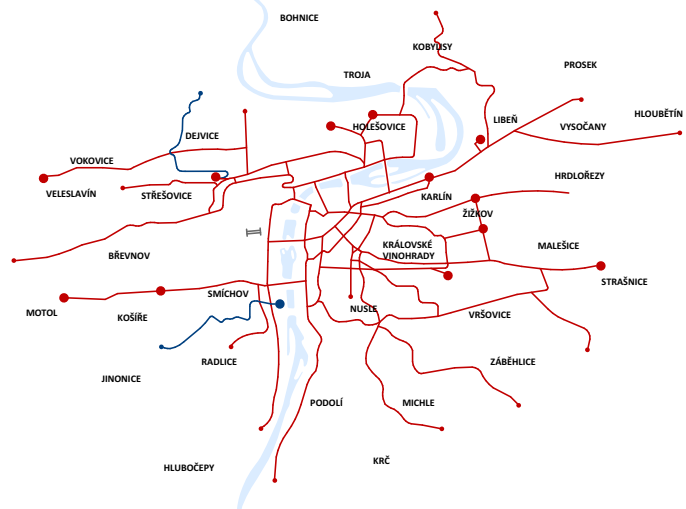 BOHNICE
KOBYLISY
PROSEK
TROJA
HLOUBĚTÍN
LIBEŇ
VYSOČANY
HOLEŠOVICE
DEJVICE
VOKOVICE
HRDLOŘEZY
VELESLAVÍN
STŘEŠOVICE
KARLÍN
ŽIŽKOV
KRÁLOVSKÉ
VINOHRADY
MALEŠICE
BŘEVNOV
STRAŠNICE
SMÍCHOV
MOTOL
KOŠÍŘE
NUSLE
VRŠOVICE
RADLICE
ZÁBĚHLICE
JINONICE
PODOLÍ
MICHLE
KRČ
HLUBOČEPY